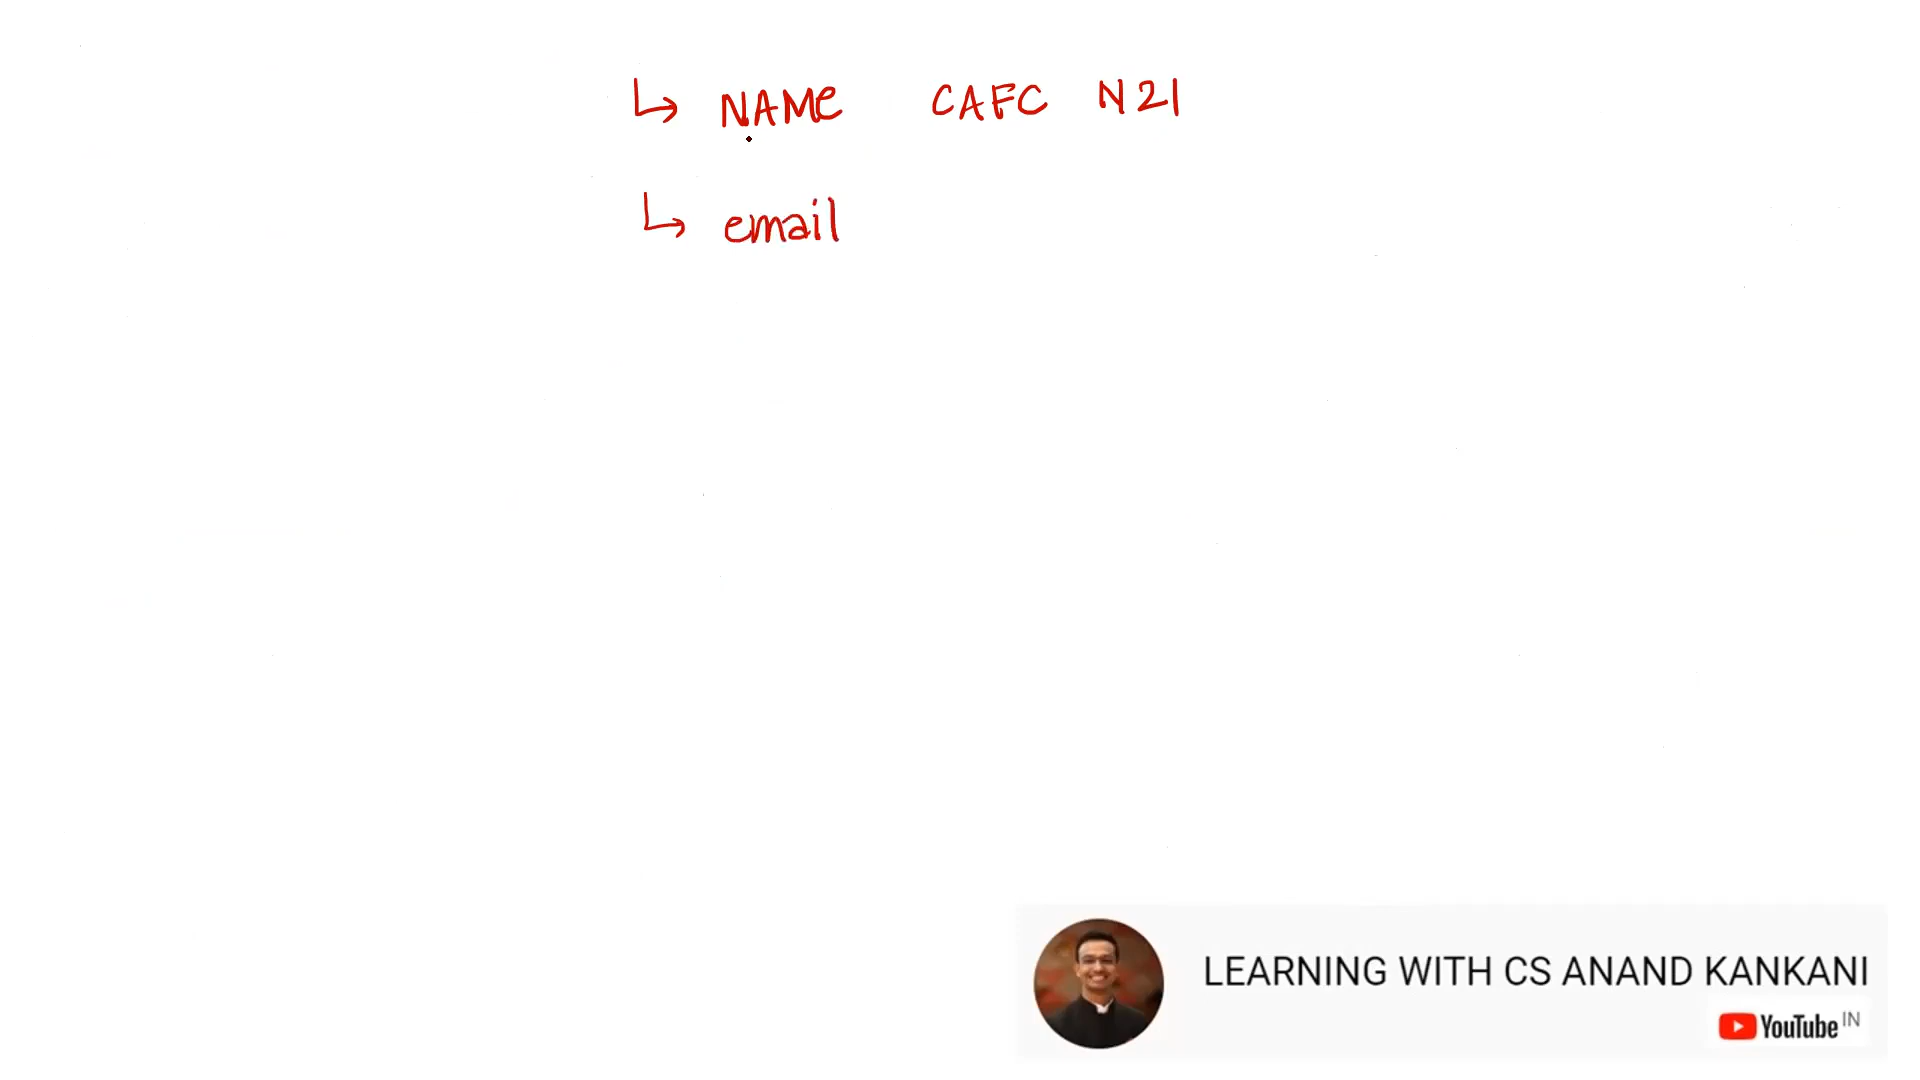 ↳ NAME CAFC N21
↳ email
LEARNING WITH CS ANAND KANKANI
YouTube IN